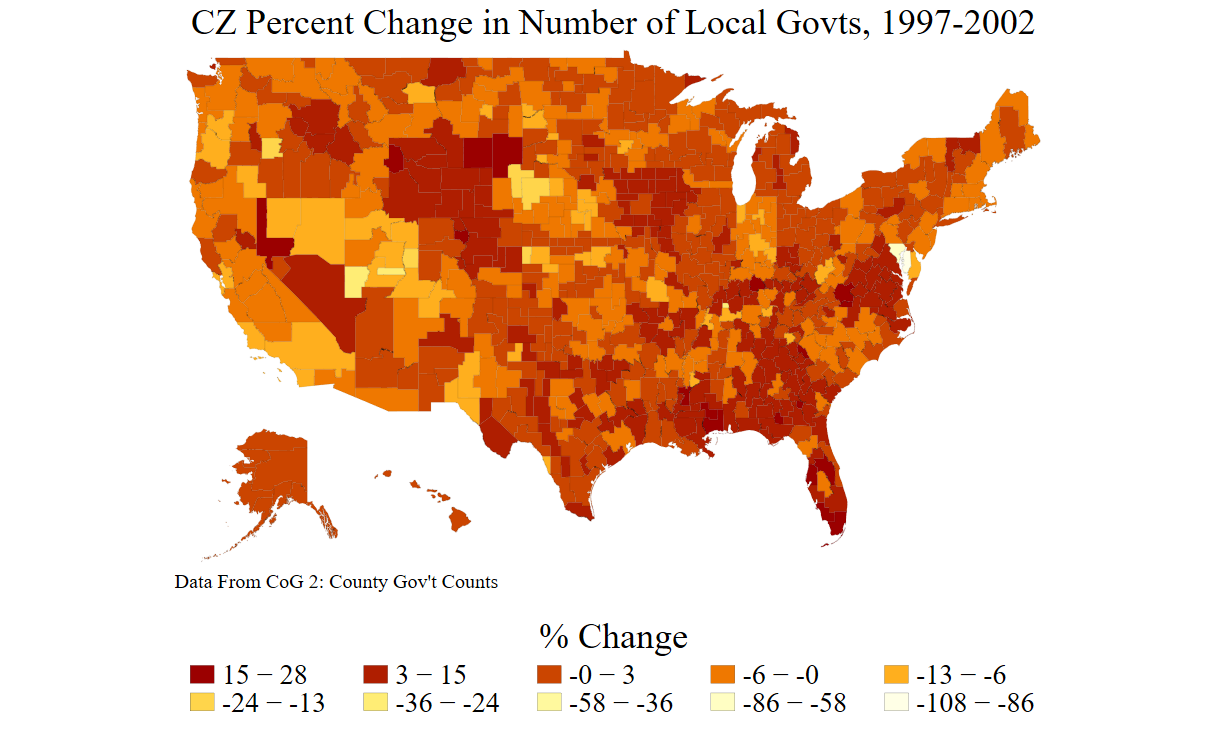 CZ Percent Change in Number of Local Govts, 1997-2002
Data From CoG 2: County Gov't Counts
% Change
15 − 28 3 − 15 -0 − 3 -6 − -0 -13 − -6
-24 − -13 -36 − -24 -58 − -36 -86 − -58 -108 − -86